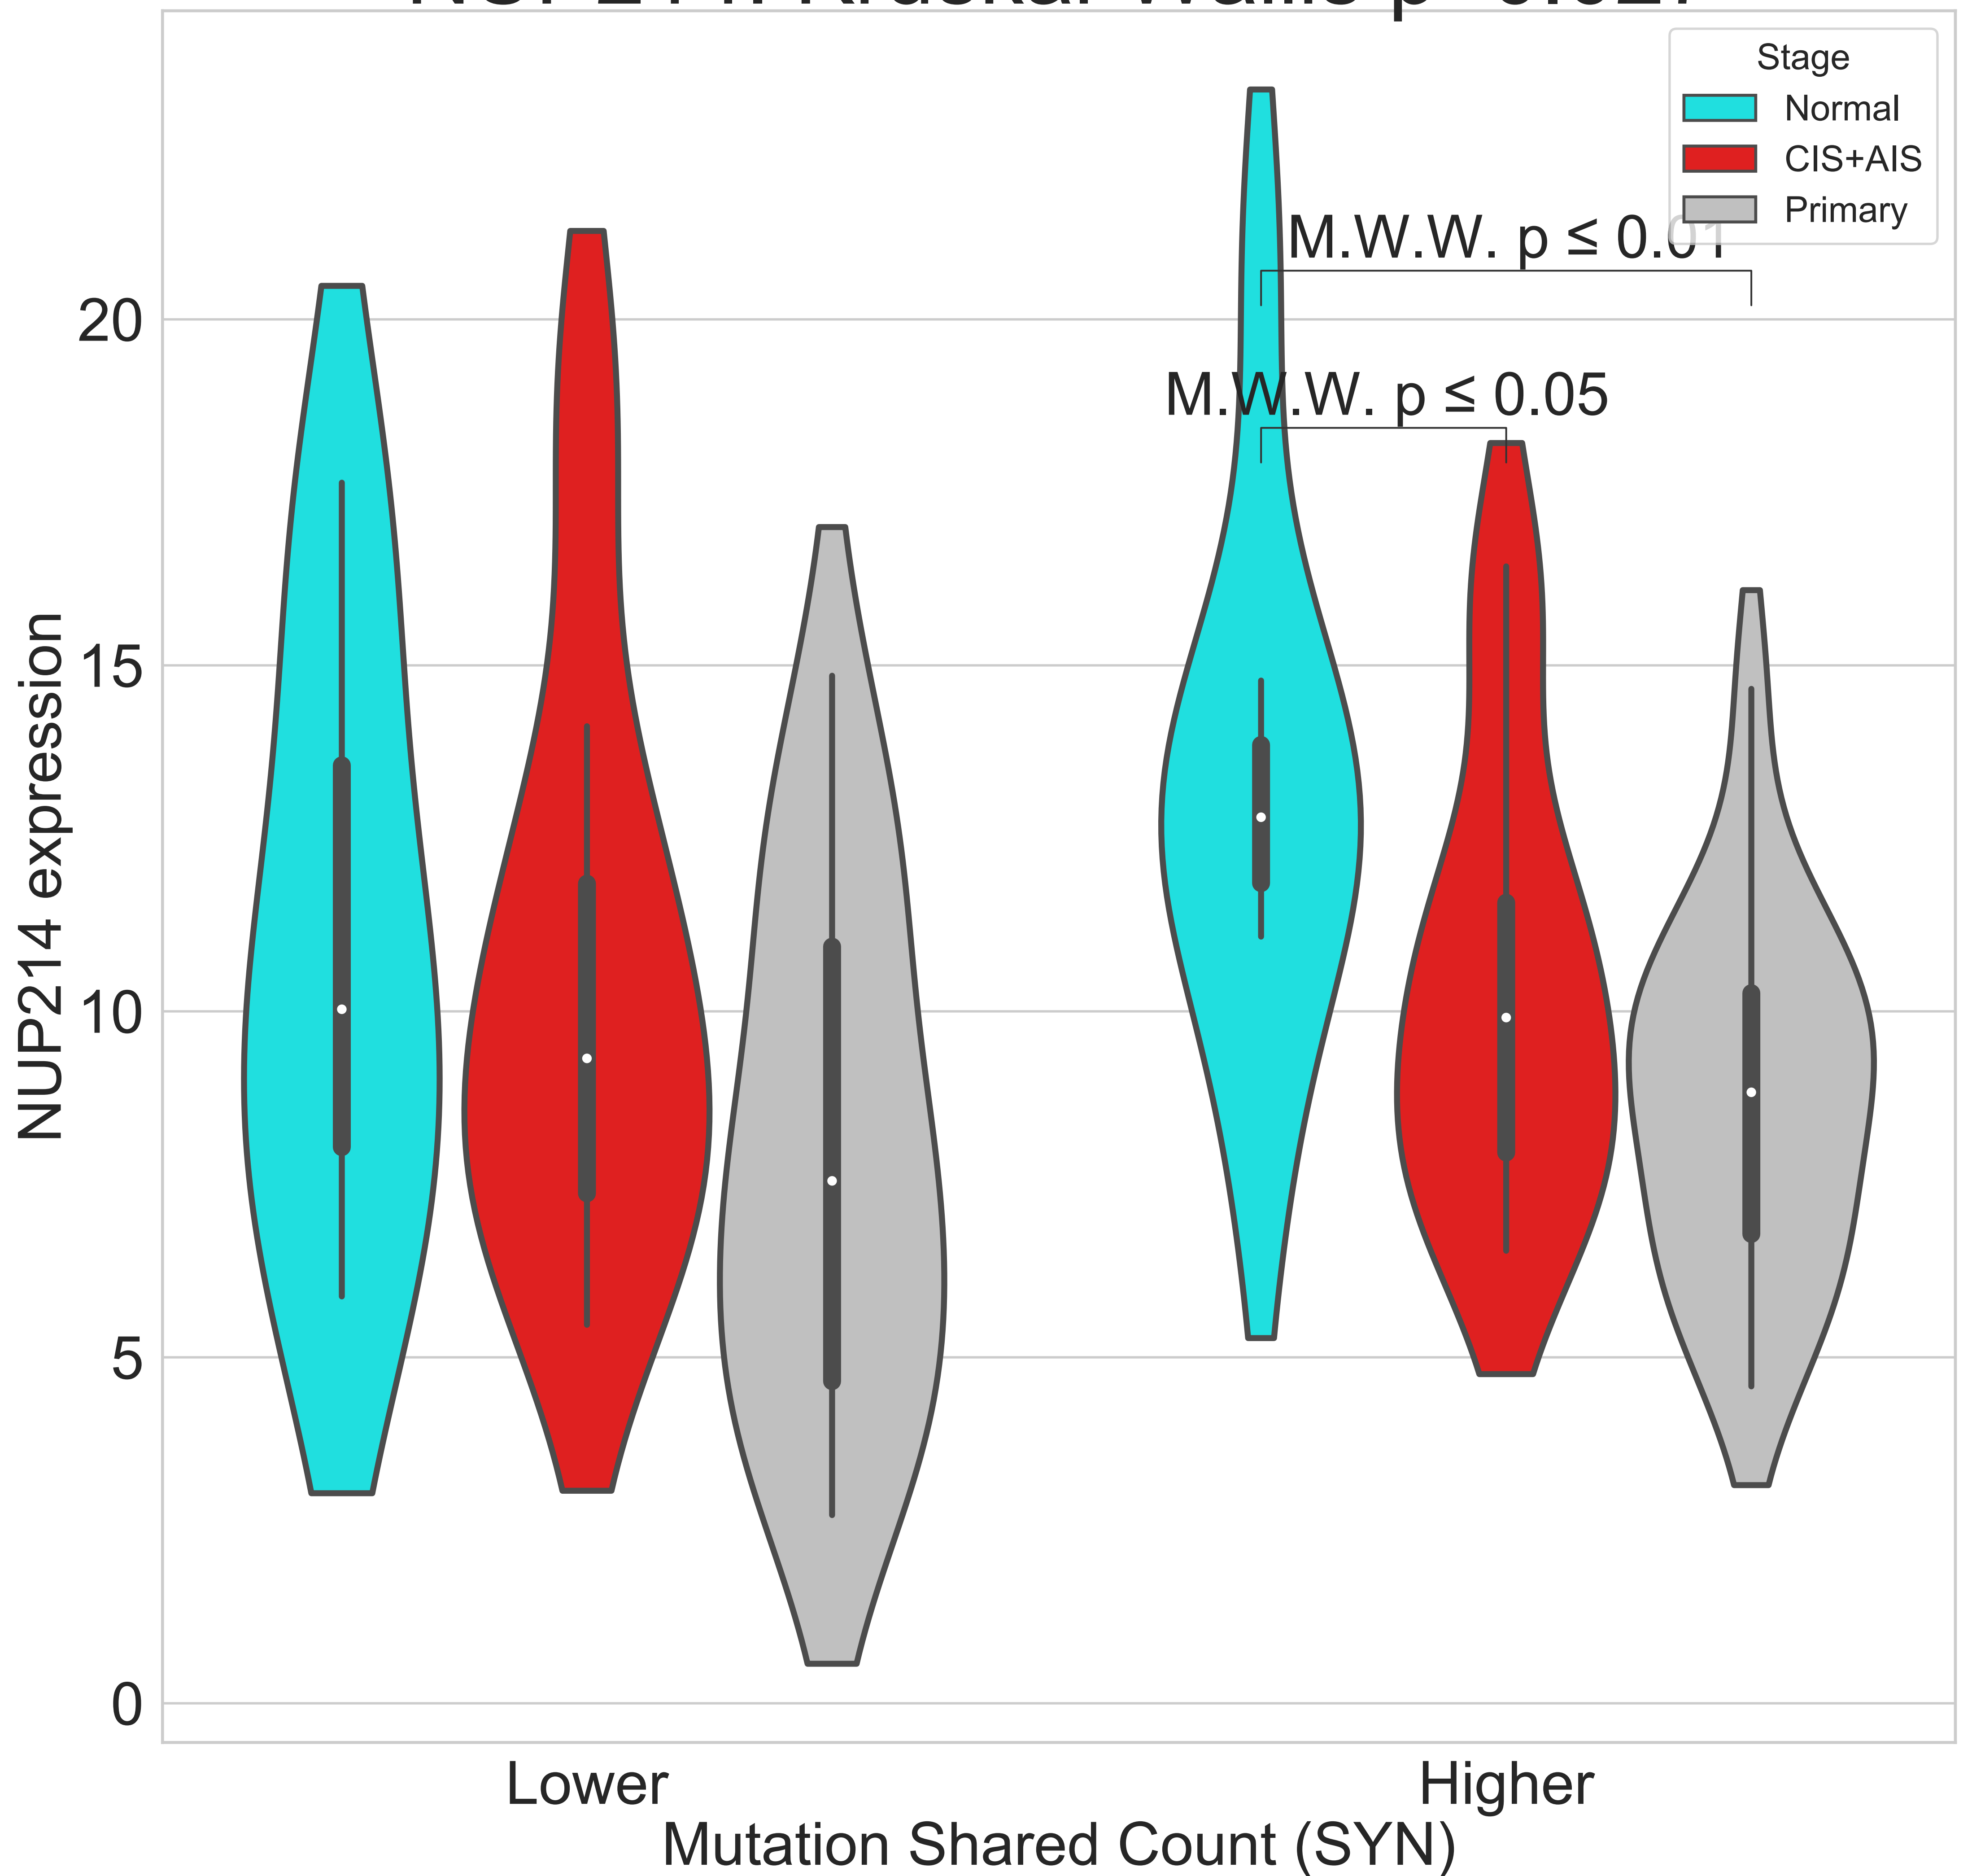 Stage
Normal
CIS+AIS
Primary
M.W.W. p ≤ 0.01
M.W.W. p ≤ 0.05
20
15
10
5
0
NUP214 expression
Lower
Higher
Mutation Shared Count (SYN)